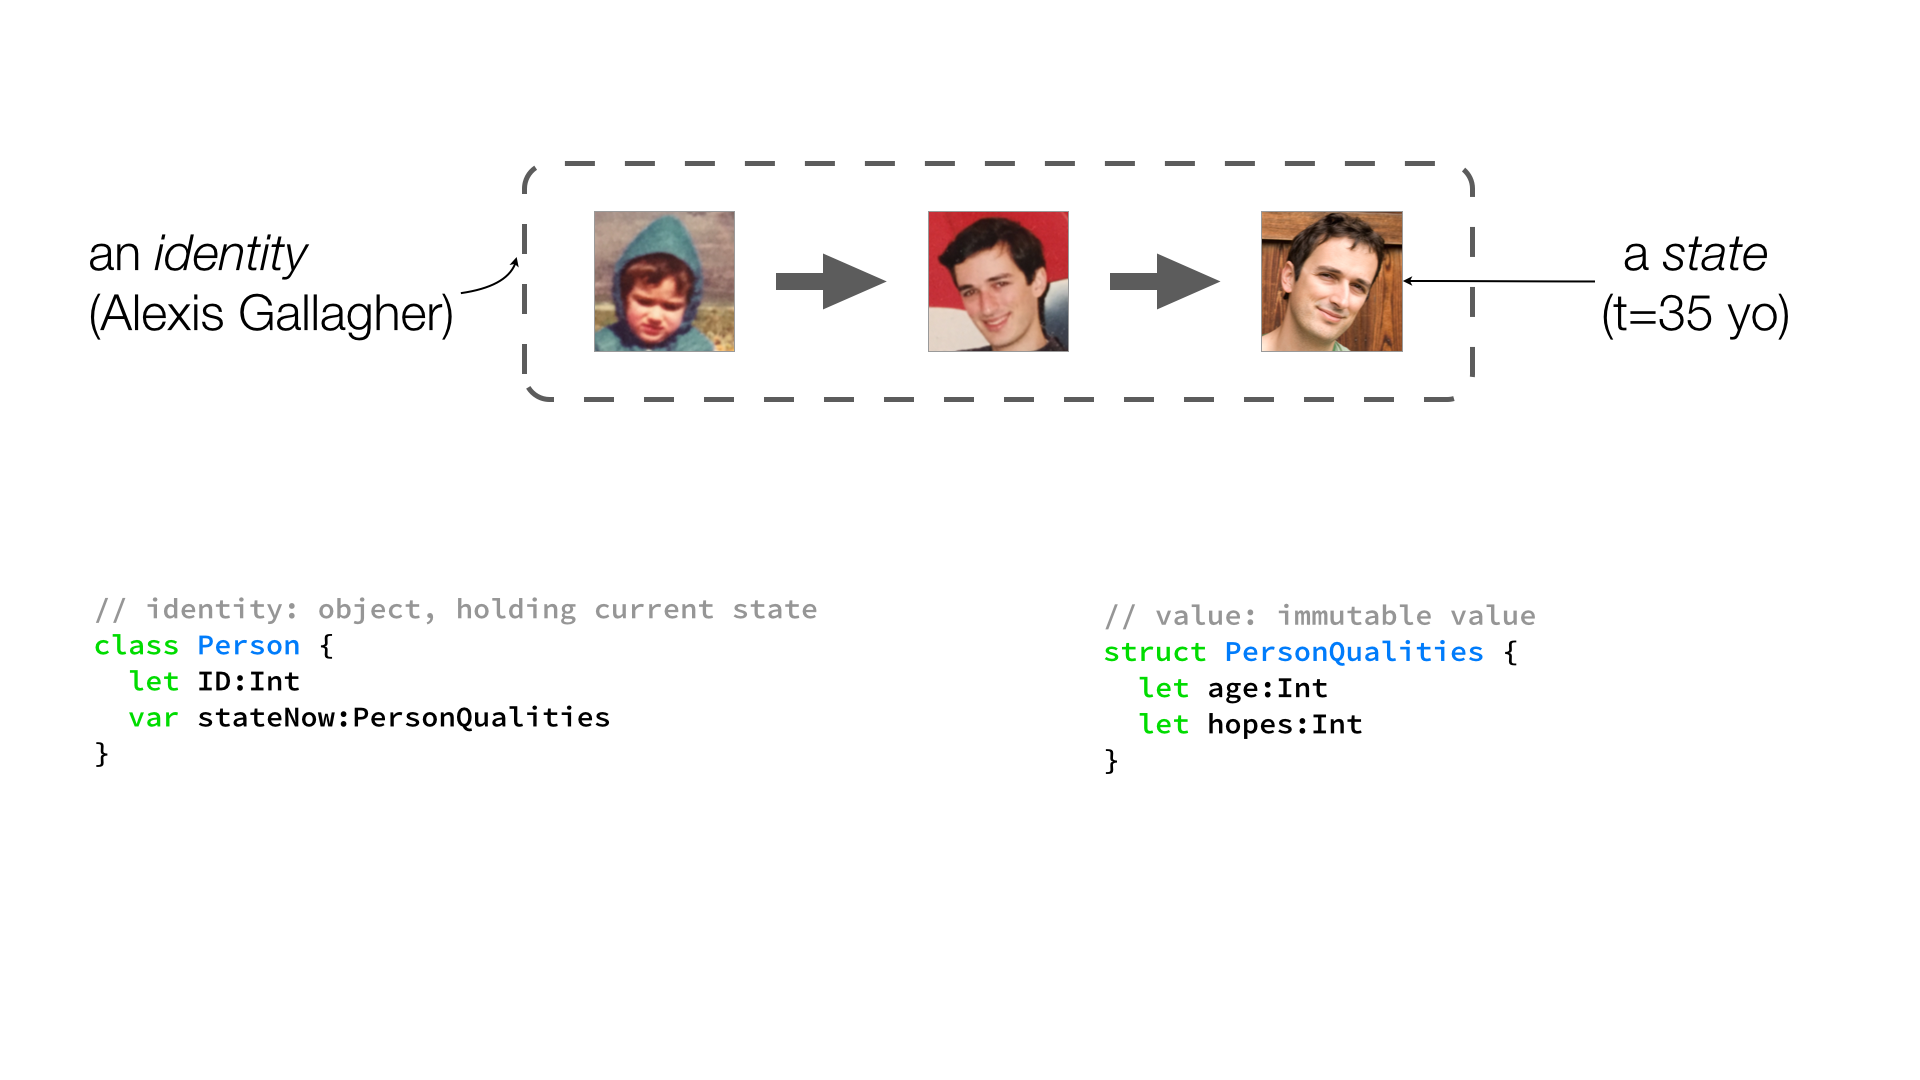 an identity
(Alexis Gallagher)
a state
(t=35 yo)
// identity: object, holding current state
class Person {
  let ID:Int
  var stateNow:PersonQualities
}
// value: immutable value
struct PersonQualities {
  let age:Int
  let hopes:Int
}